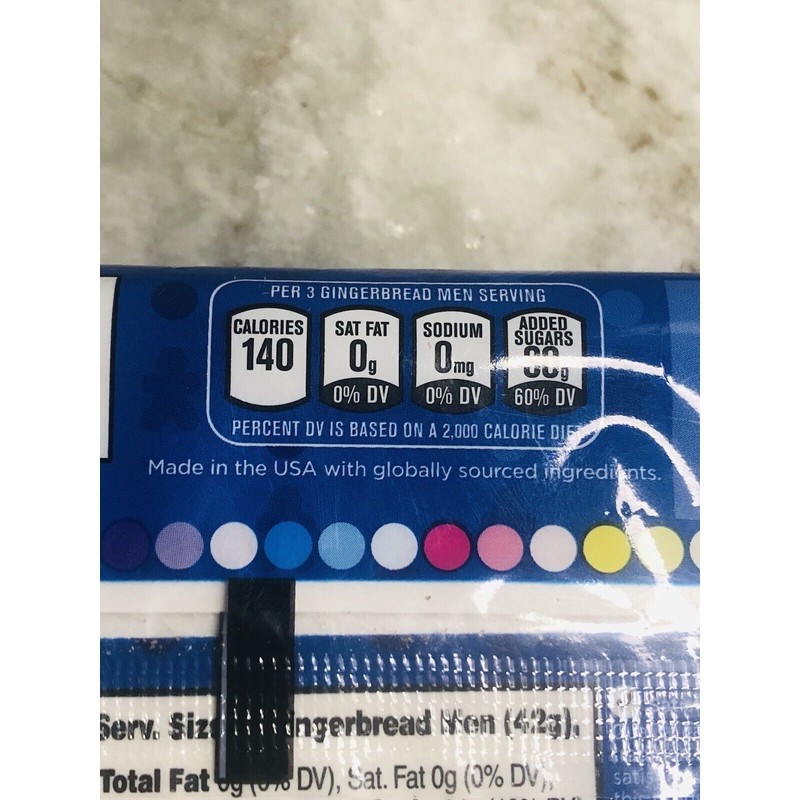 PER 3 GINGERBREAD MEN SERVING
CALORIES
140
SAT FAT
0g
0% DV
SODIUM
0mg
0% DV
ADDED
SUGARS
60% DV
PERCENT DV IS BASED ON A 2,000 CALORIE DIET
Made in the USA with globally sourced ingredients.
Serv. Size Gingerbread Men (42g),
Total Fat 0g (0% DV), Sat. Fat 0g (0% DV),